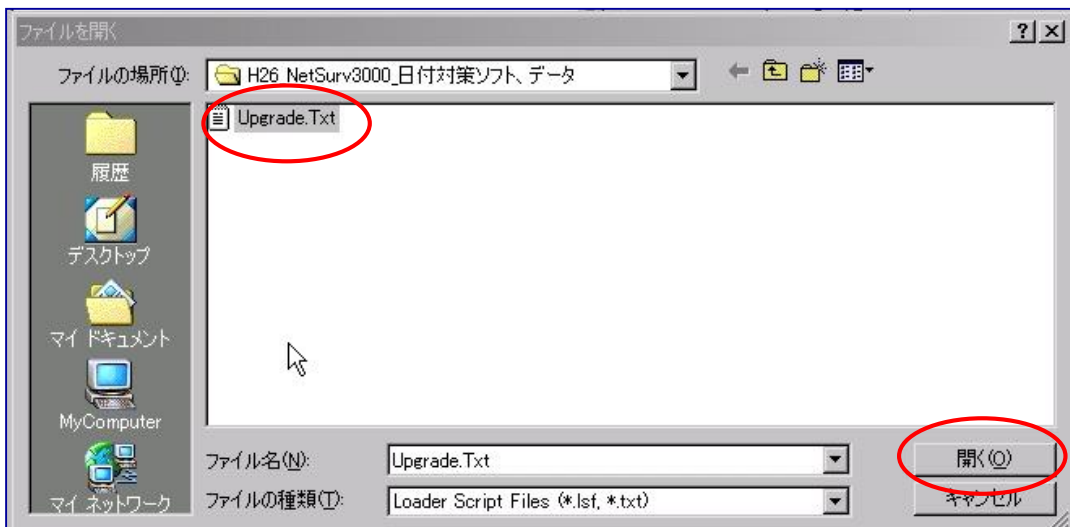 ファイルを開く
ファイルの場所(I):
H26 NetSurv3000_日付対策ソフト、データ
Upgrade.Txt
履歴
デスクトップ
マイ ドキュメント
MyComputer
マイ ネットワーク
ファイル名(N):
Upgrade.Txt
開く(O)
ファイルの種類(T):
Loader Script Files (*.lsf, *.txt)
キャンセル